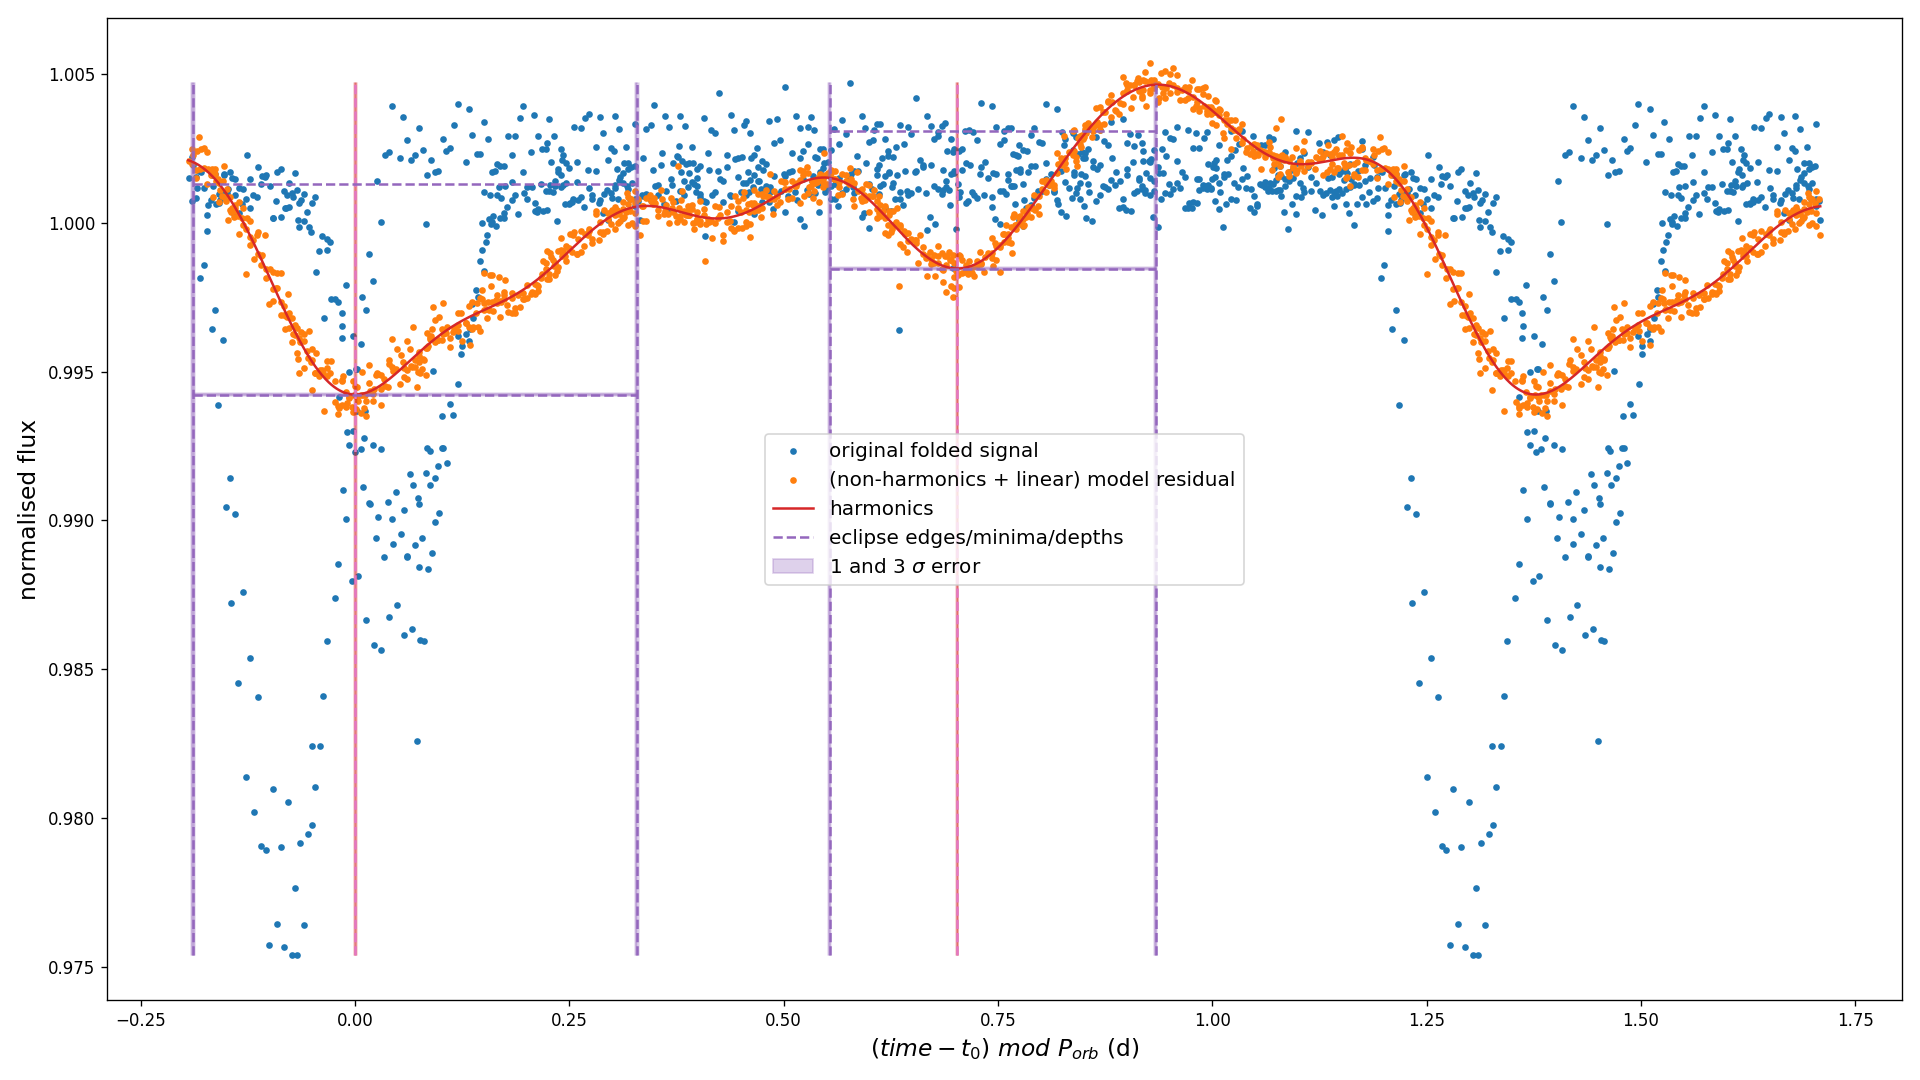 normalised flux
1.005
1.000
0.995
0.990
0.985
0.980
0.975
original folded signal
(non-harmonics + linear) model residual
harmonics
eclipse edges/minima/depths
1 and 3 σ error
−0.25 0.00 0.25 0.50 0.75 1.00 1.25 1.50 1.75
(time − t₀) mod Pₒᵣb (d)